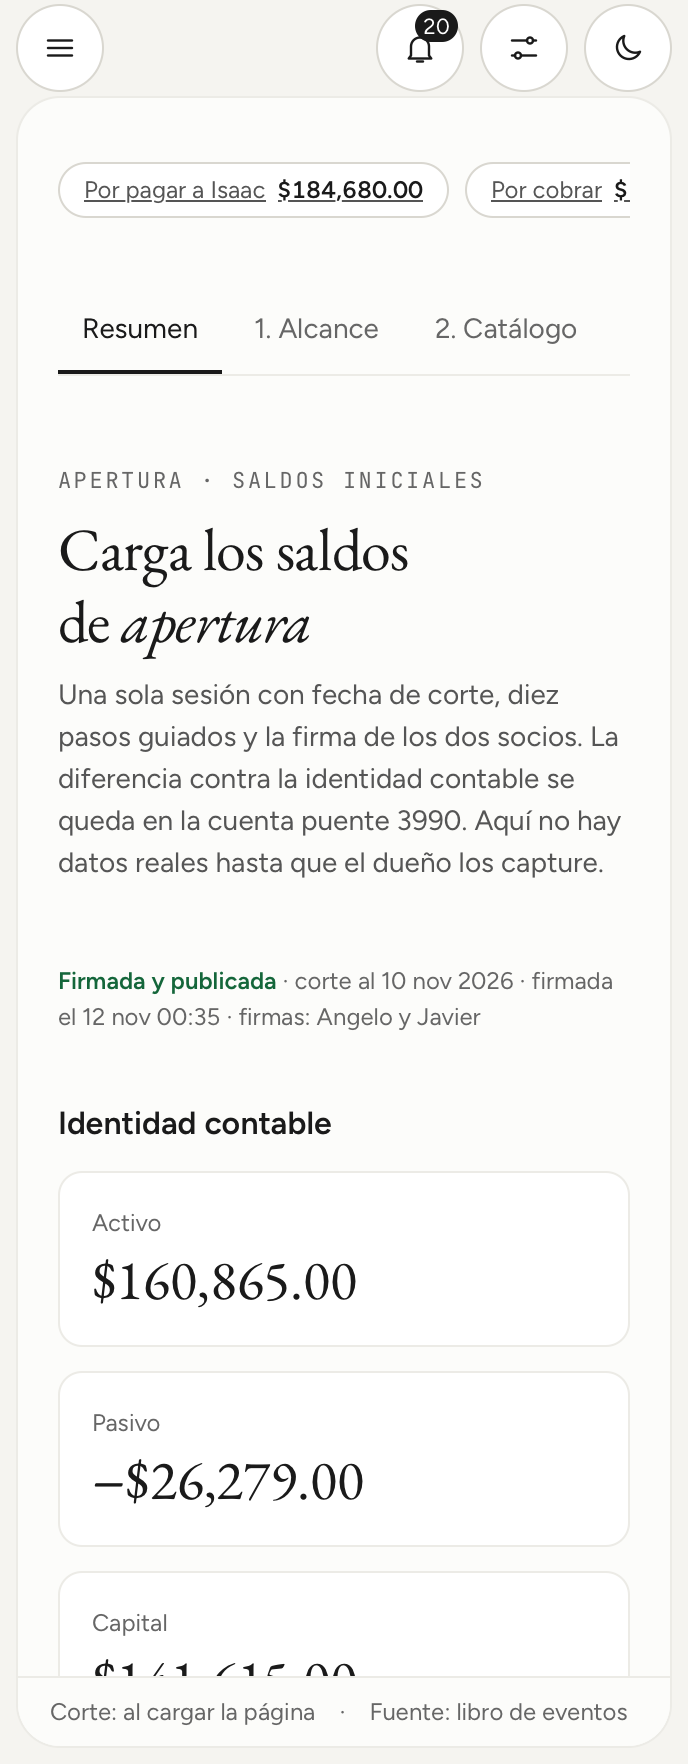 20
Por pagar a Isaac $184,680.00 Por cobrar $
Resumen 1. Alcance 2. Catálogo
APERTURA · SALDOS INICIALES
Carga los saldos
de apertura
Una sola sesión con fecha de corte, diez
pasos guiados y la firma de los dos socios. La
diferencia contra la identidad contable se
queda en la cuenta puente 3990. Aquí no hay
datos reales hasta que el dueño los capture.
Firmada y publicada · corte al 10 nov 2026 · firmada
el 12 nov 00:35 · firmas: Angelo y Javier
Identidad contable
Activo
$160,865.00
Pasivo
−$26,279.00
Capital
Corte: al cargar la página · Fuente: libro de eventos